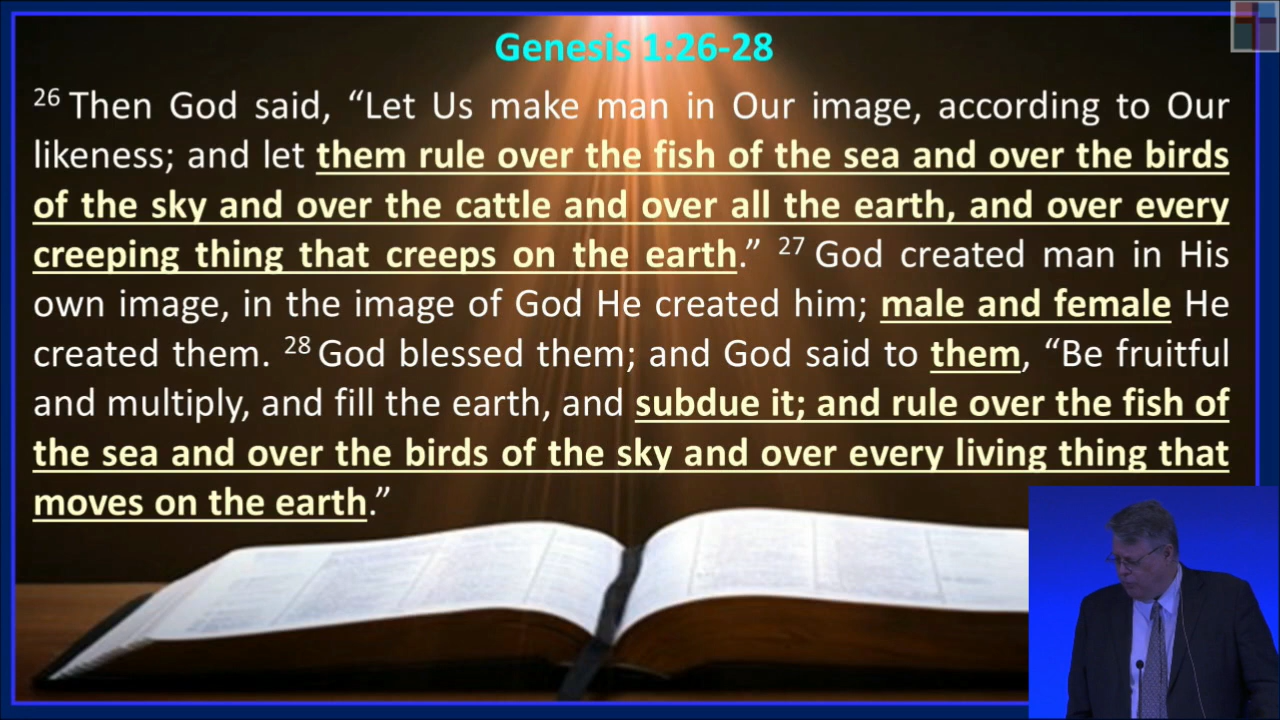 Genesis 1:26-28
26 Then God said, “Let Us make man in Our image, according to Our
likeness; and let them rule over the fish of the sea and over the birds
of the sky and over the cattle and over all the earth, and over every
creeping thing that creeps on the earth.” 27 God created man in His
own image, in the image of God He created him; male and female He
created them. 28 God blessed them; and God said to them, “Be fruitful
and multiply, and fill the earth, and subdue it; and rule over the fish of
the sea and over the birds of the sky and over every living thing that
moves on the earth.”